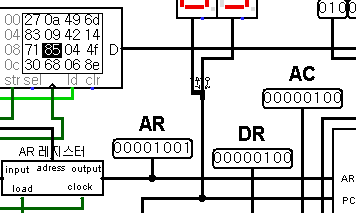 00 27 0a 49 6d
04 83 09 42 14
08 71 85 04 4f
0c 30 68 06 8e
D
str sel ld clr
010
AC
00000100
AR
00001001
DR
00000100
AR 레지스터
input adress output
load clock
AR
PC